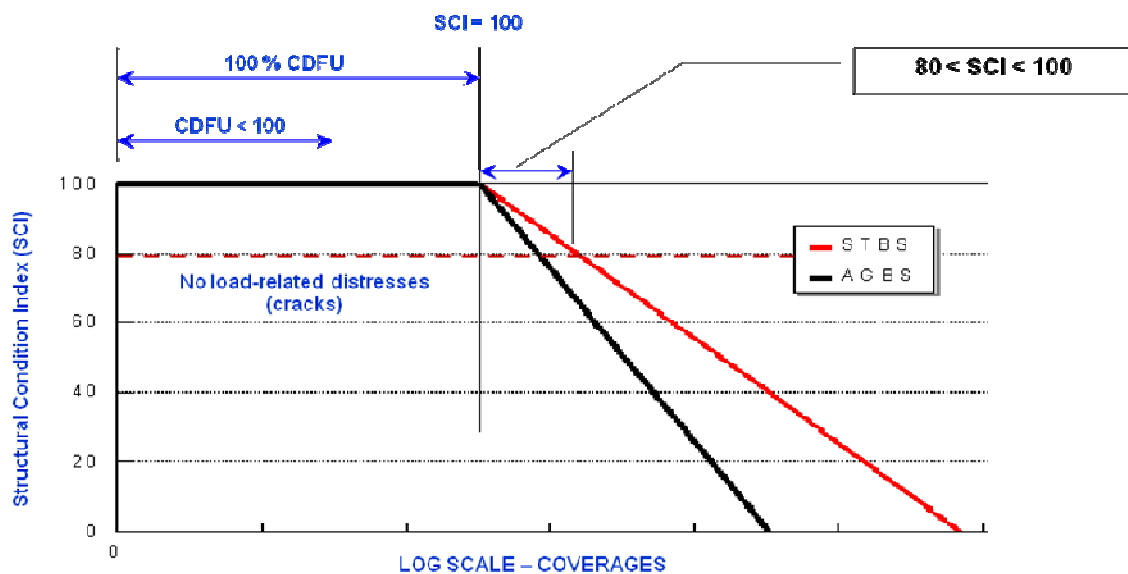 SCI = 100
100 % CDFU
80 < SCI < 100
CDFU < 100
100
80
60
40
20
0
Structural Condition Index (SCI)
No load-related distresses
(cracks)
STBS
AGBS
0
LOG SCALE – COVERAGES